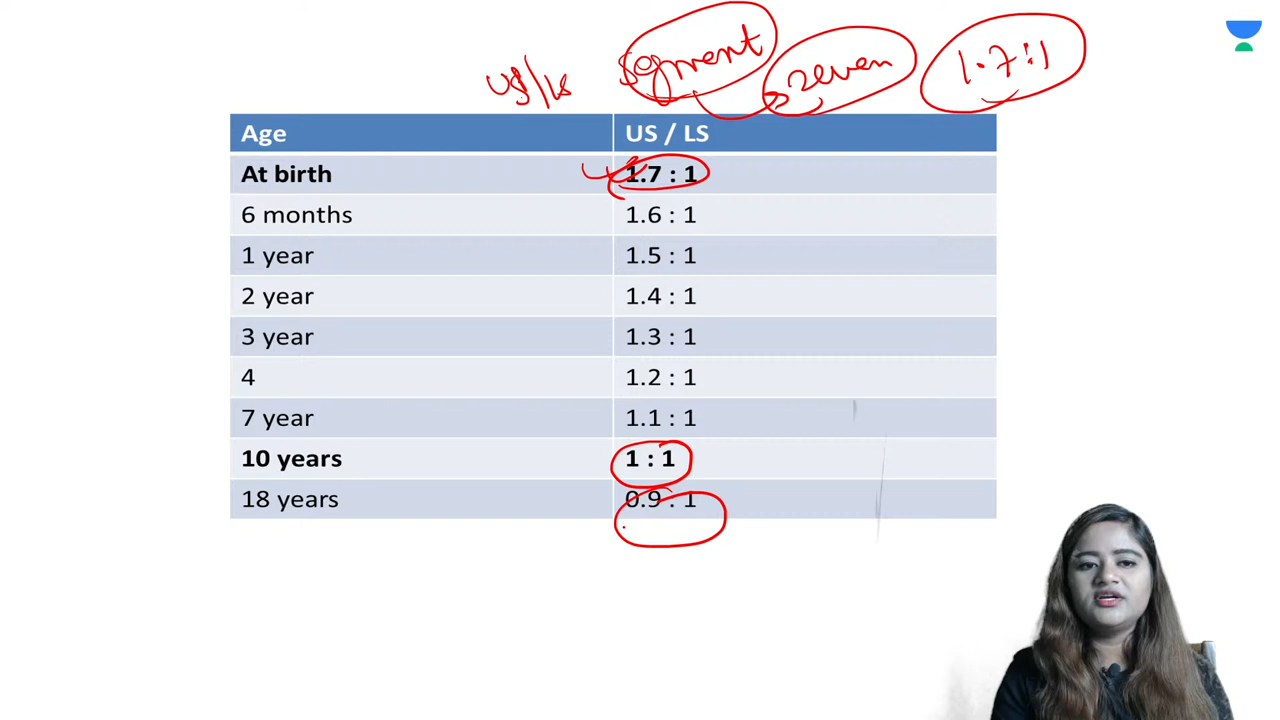 us/Ls segment seven 1.7:1
Age US / LS
At birth 1.7 : 1
6 months 1.6 : 1
1 year 1.5 : 1
2 year 1.4 : 1
3 year 1.3 : 1
4 1.2 : 1
7 year 1.1 : 1
10 years 1 : 1
18 years 0.9 : 1